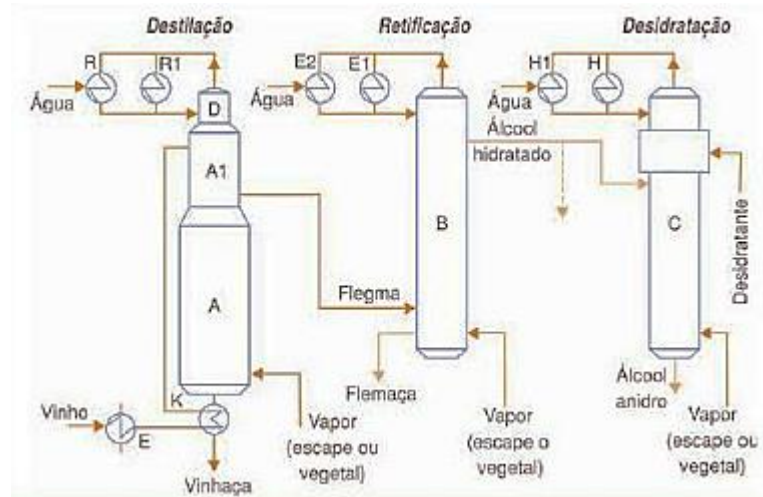 Destilação
Retificação
Desidratação
R
R1
E2
E1
H1
H
Água
Água
Água
D
Álcool
hidratado
A1
B
C
Desidratante
A
Flegma
Flemaça
Álcool
anidro
K
Vinho
E
Vapor
(escape ou
vegetal)
Vapor
(escape o
vegetal)
Vapor
(escape ou
vegetal)
Vinhaça